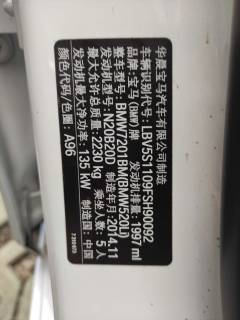 华晨宝马汽车有限公司制造
车辆识别代号：LBV5S1109FSH90092
品牌：宝马(BMW)牌 发动机排量：1997 ml
整车型号：BMW7201BM(BMW520Li)
发动机型号：N20B20D 制造年月：2014.11
最大允许总质量：2230 kg 乘坐人数：5人
发动机最大净功率：135 kW 制造国：中国
颜色代码/色圈：A96